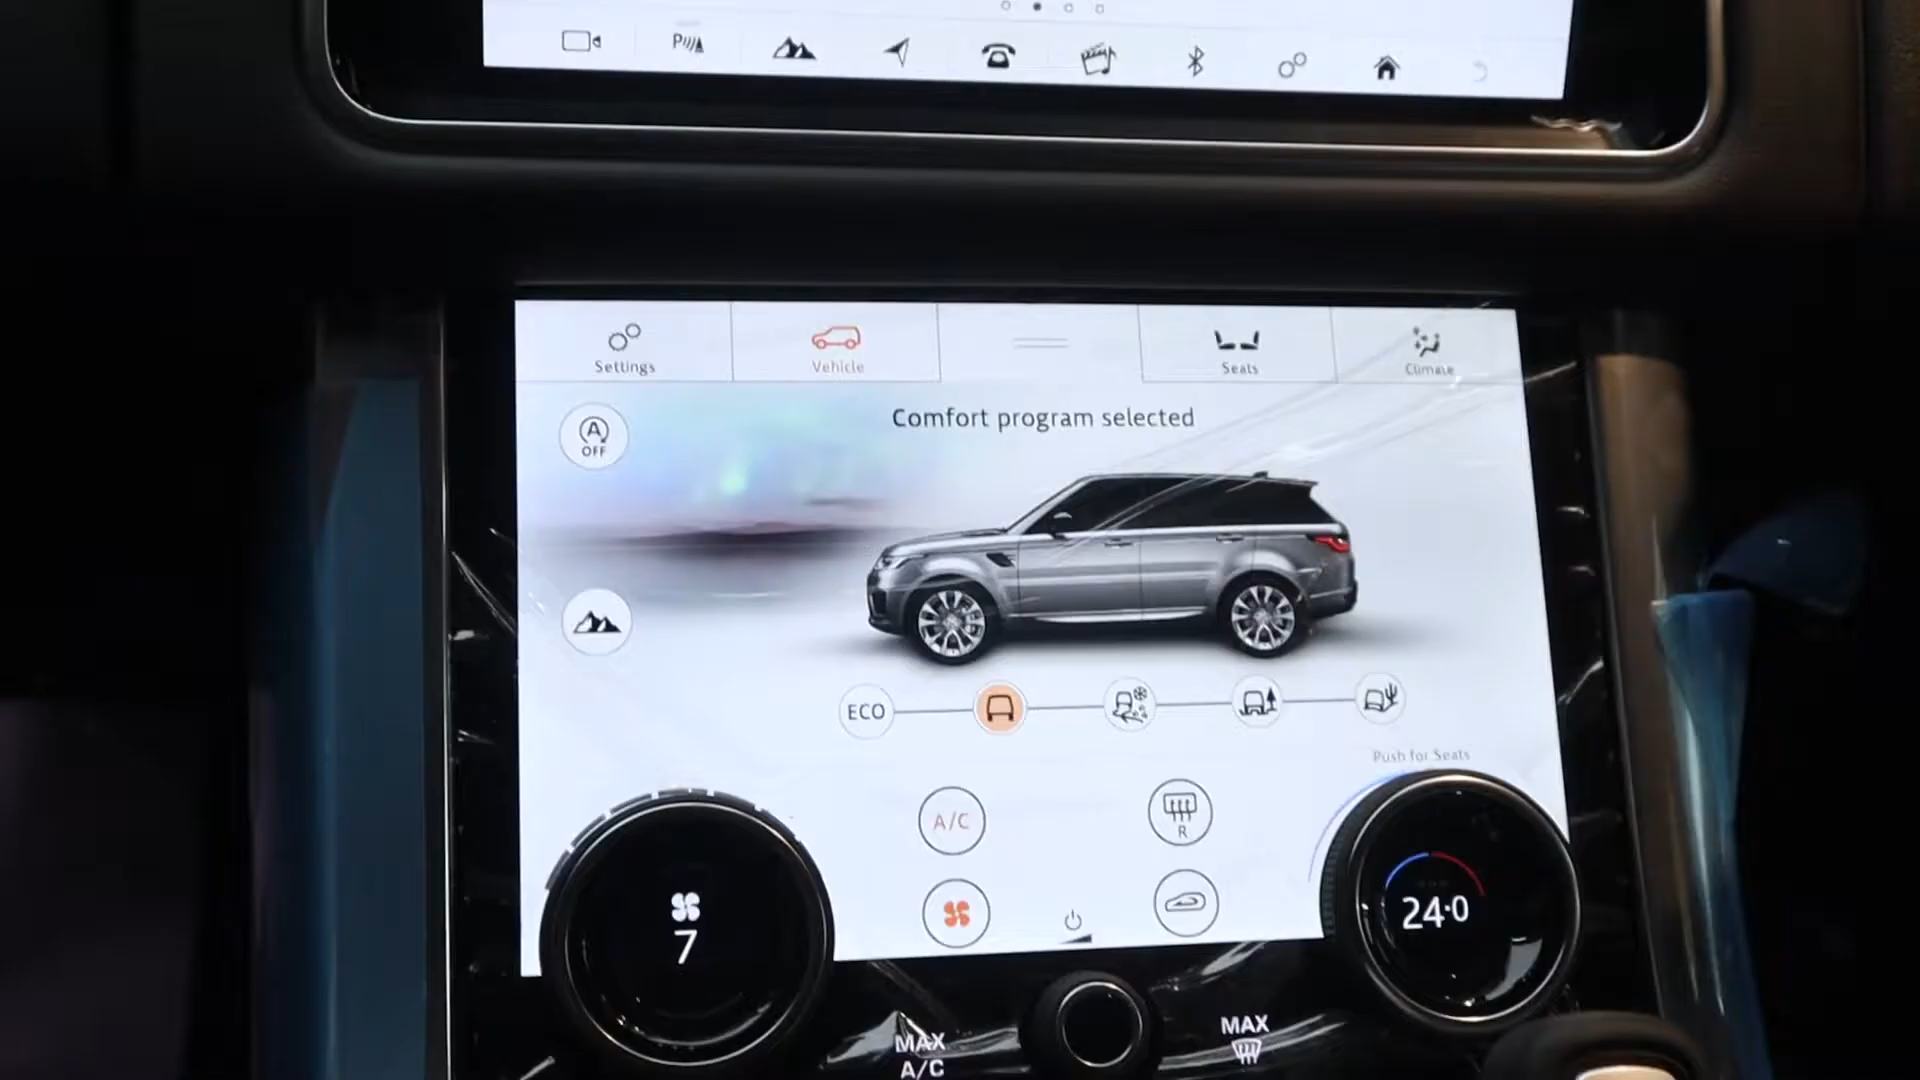 P
Settings
Vehicle
Seats
Climate
A
OFF
Comfort program selected
ECO
Push for Seats
A/C
R
7
24.0
MAX
A/C
MAX